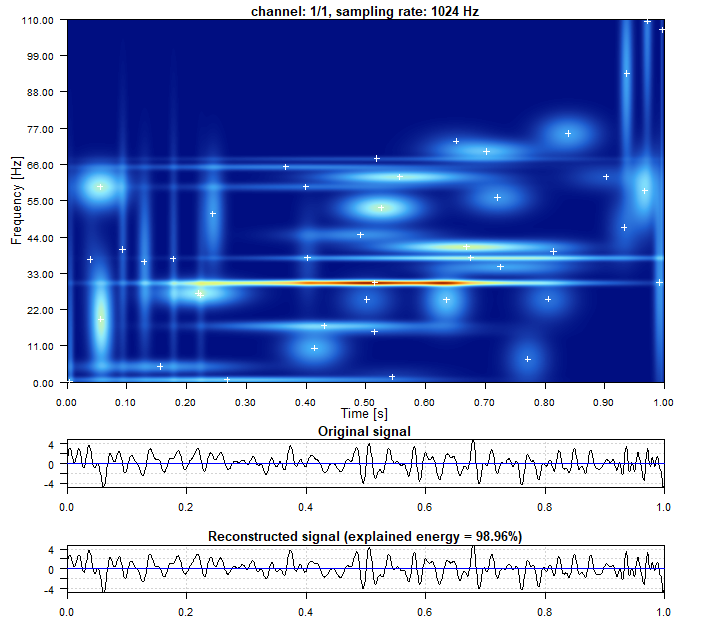 channel: 1/1, sampling rate: 1024 Hz
110.00
99.00
88.00
77.00
66.00
55.00
44.00
33.00
22.00
11.00
0.00
Frequency [Hz]
0.00 0.10 0.20 0.30 0.40 0.50 0.60 0.70 0.80 0.90 1.00
Time [s]
Original signal
4
0
-4
0.0 0.2 0.4 0.6 0.8 1.0
Reconstructed signal (explained energy = 98.96%)
4
0
-4
0.0 0.2 0.4 0.6 0.8 1.0